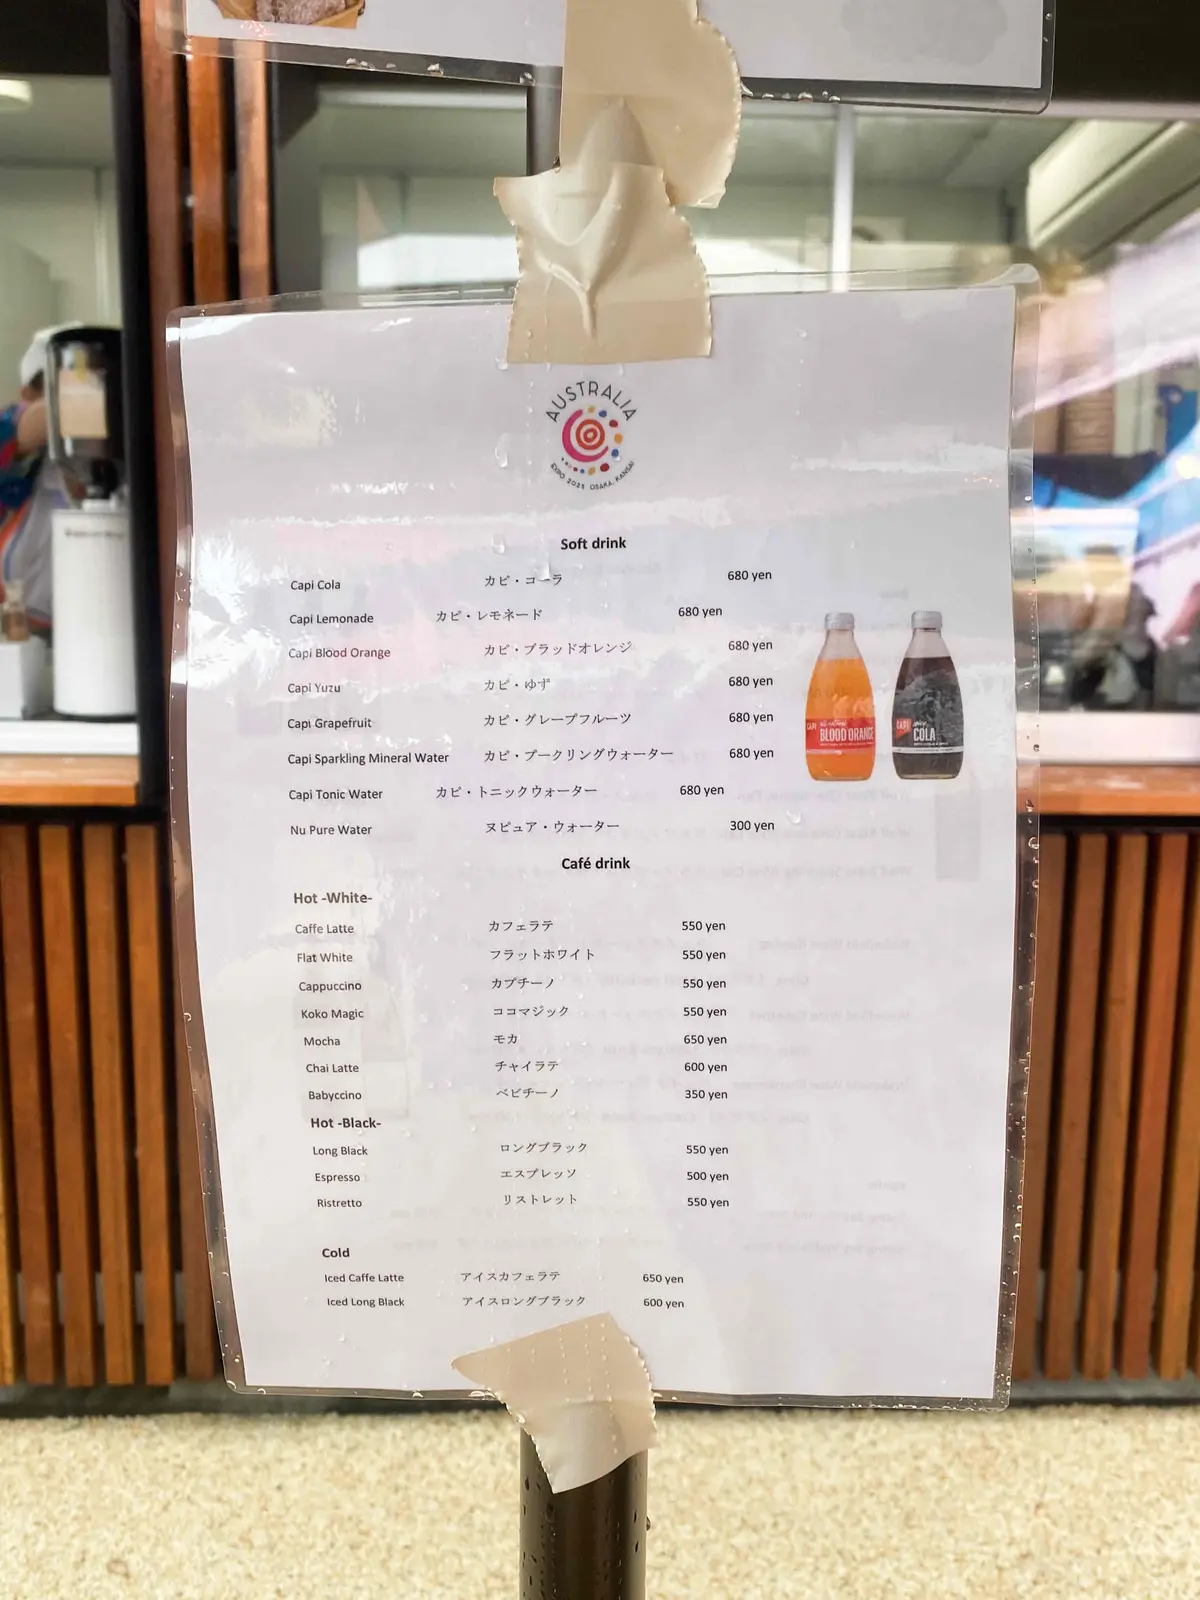 AUSTRALIA
EXPO 2025 OSAKA, KANSAI
Soft drink
Capi Cola カピ・コーラ 680 yen
Capi Lemonade カピ・レモネード 680 yen
Capi Blood Orange カピ・ブラッドオレンジ 680 yen
Capi Yuzu カピ・ゆず 680 yen
Capi Grapefruit カピ・グレープフルーツ 680 yen
Capi Sparkling Mineral Water カピ・プークリングウォーター 680 yen
Capi Tonic Water カピ・トニックウォーター 680 yen
Nu Pure Water ヌピュア・ウォーター 300 yen
CAPI
BLOOD ORANGE
CAPI
COLA
Café drink
Hot -White-
Caffe Latte カフェラテ 550 yen
Flat White フラットホワイト 550 yen
Cappuccino カプチーノ 550 yen
Koko Magic ココマジック 550 yen
Mocha モカ 650 yen
Chai Latte チャイラテ 600 yen
Babyccino ベビチーノ 350 yen
Hot -Black-
Long Black ロングブラック 550 yen
Espresso エスプレッソ 500 yen
Ristretto リストレット 550 yen
Cold
Iced Caffe Latte アイスカフェラテ 650 yen
Iced Long Black アイスロングブラック 600 yen